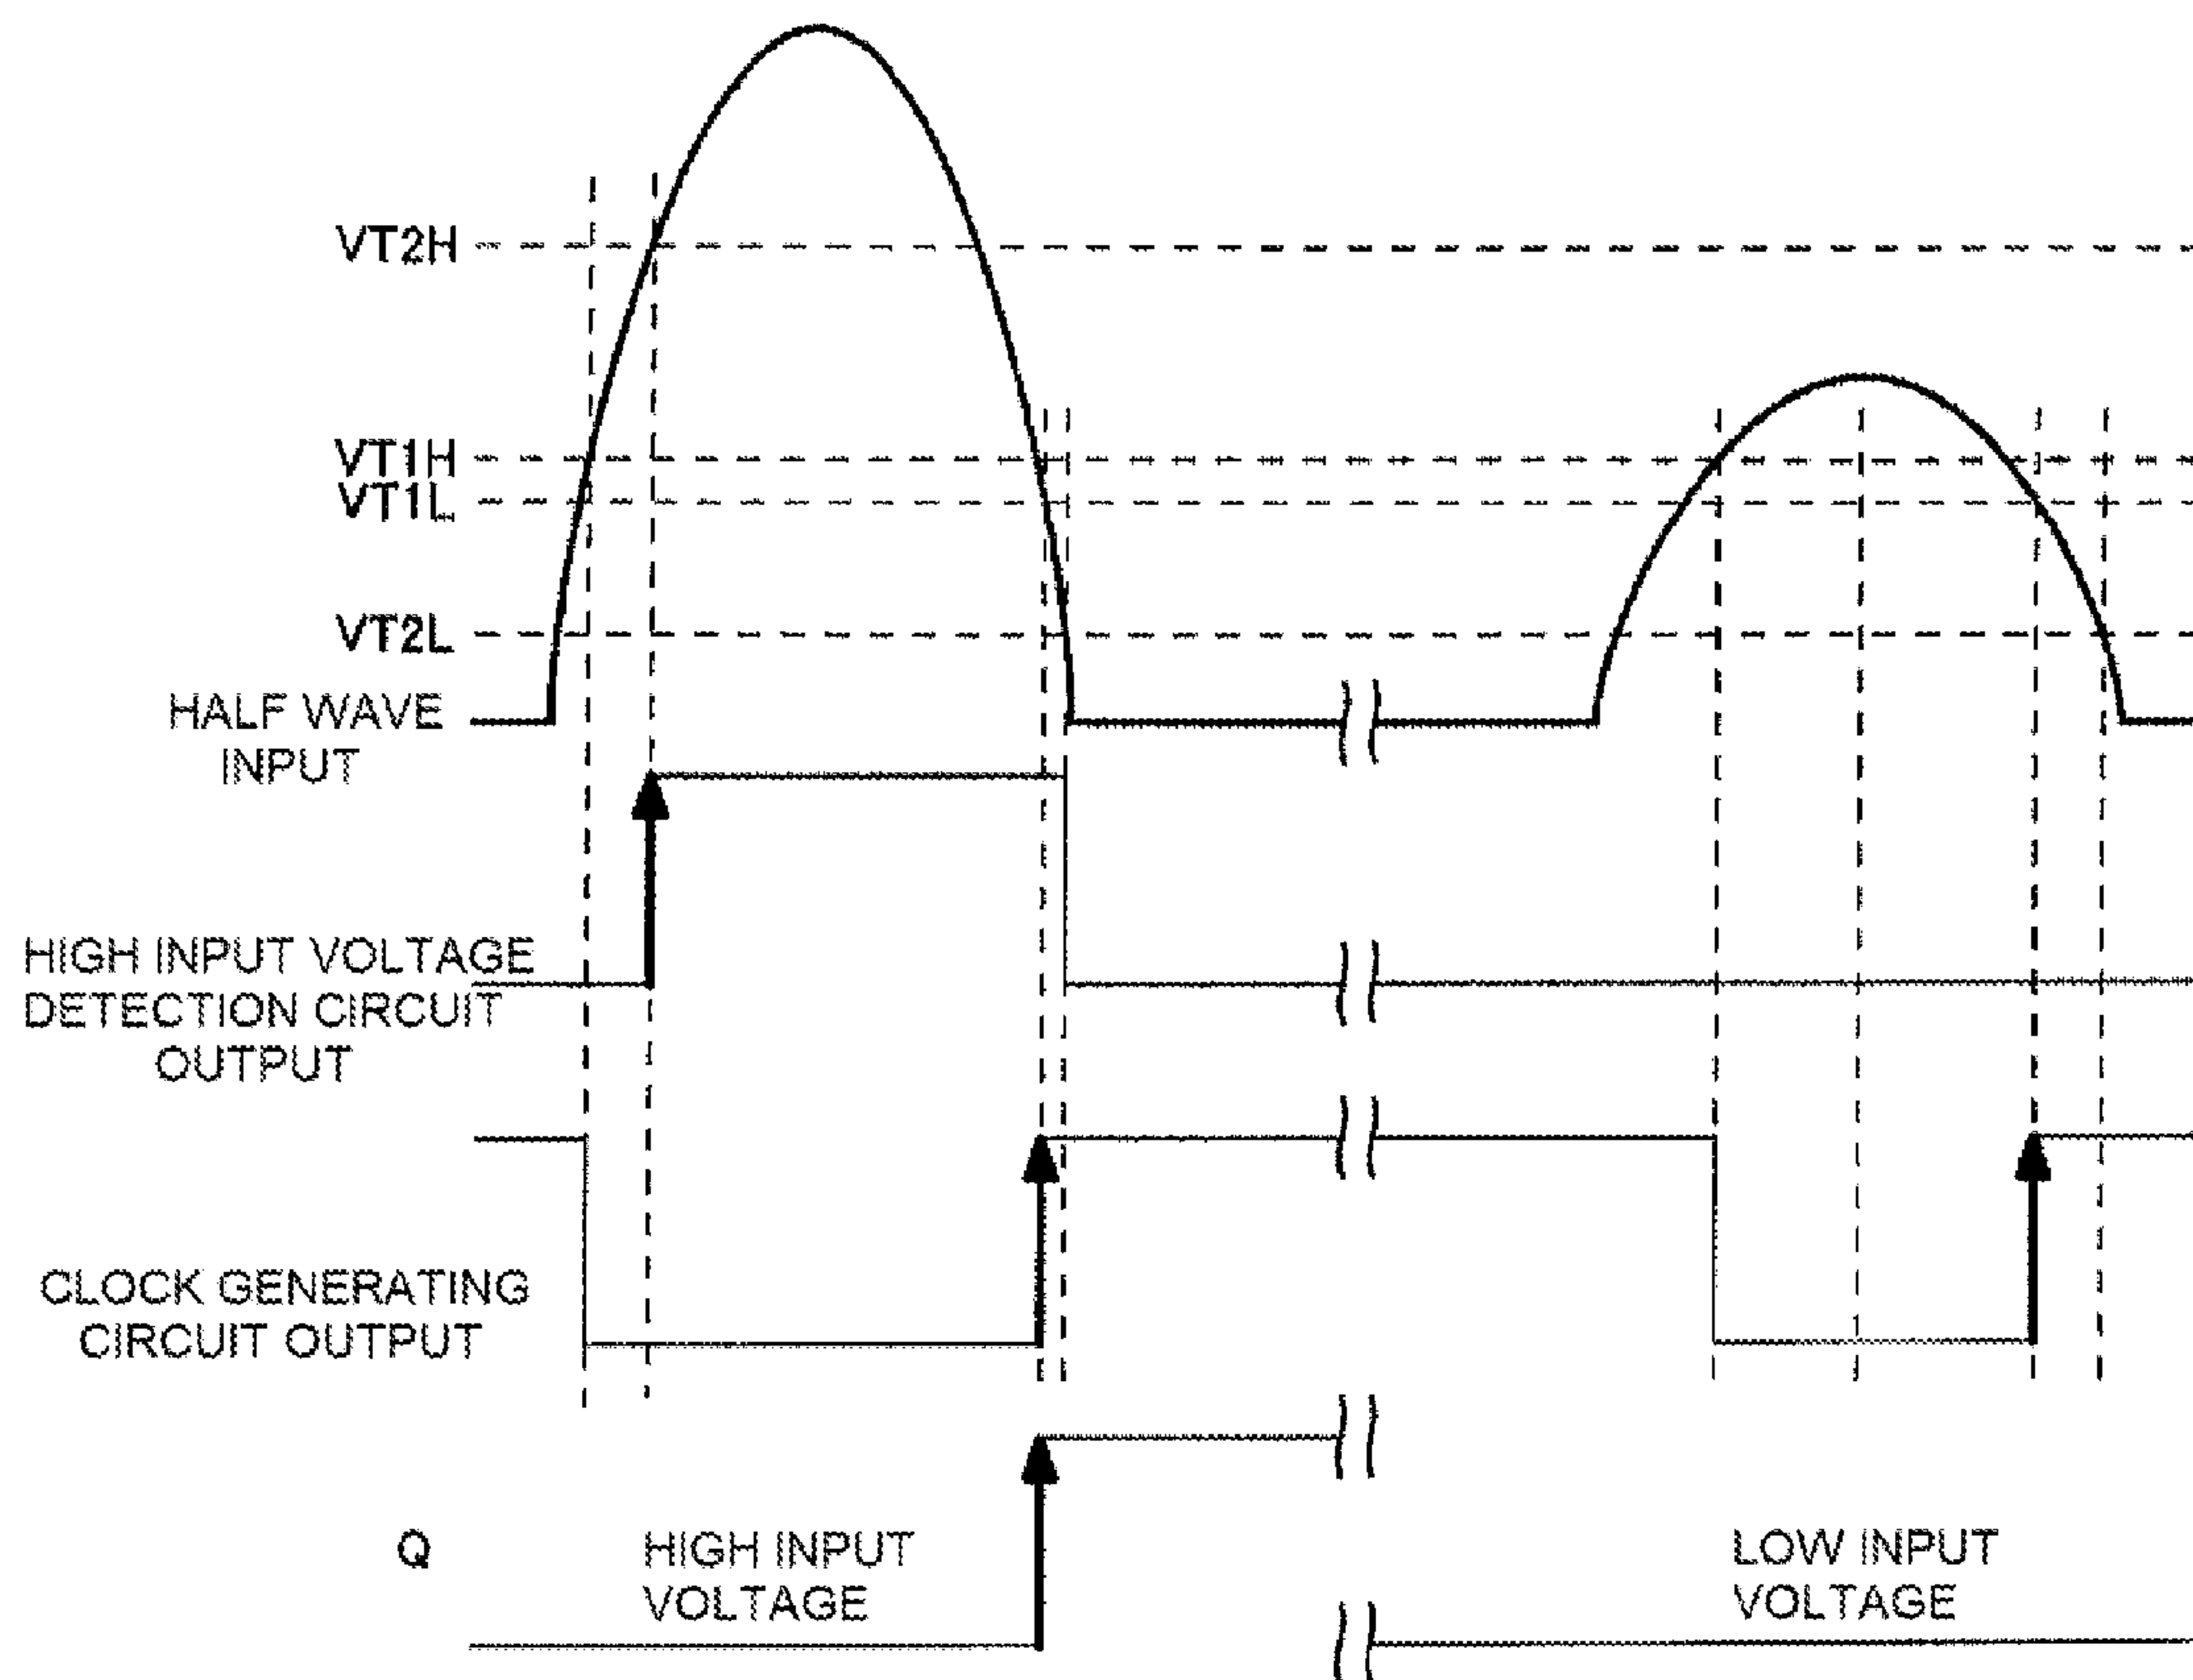 VT2H
VT1H
VT1L
VT2L
HALF WAVE
INPUT
HIGH INPUT VOLTAGE
DETECTION CIRCUIT
OUTPUT
CLOCK GENERATING
CIRCUIT OUTPUT
Q
HIGH INPUT
VOLTAGE
LOW INPUT
VOLTAGE